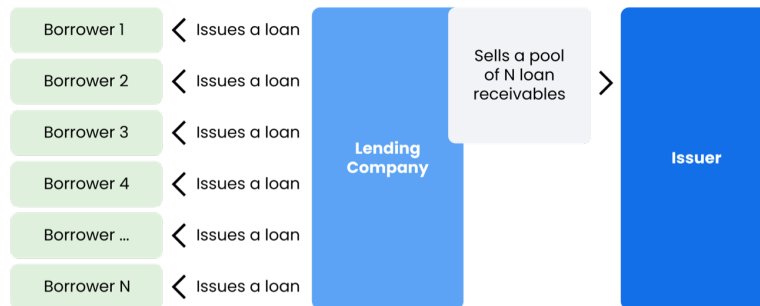 Borrower 1
Issues a loan
Borrower 2
Issues a loan
Borrower 3
Issues a loan
Borrower 4
Issues a loan
Borrower ...
Issues a loan
Borrower N
Issues a loan
Lending
Company
Sells a pool
of N loan
receivables
Issuer